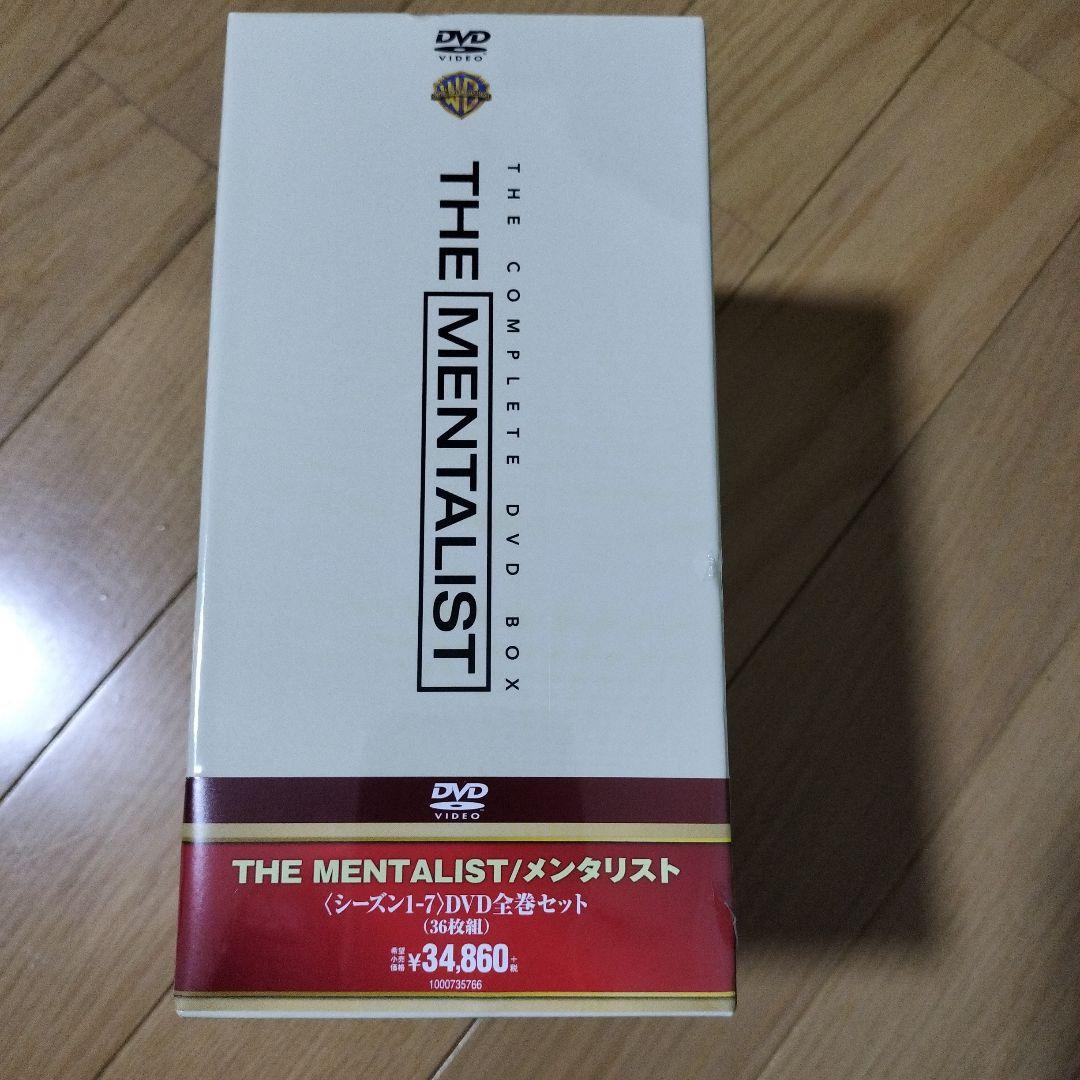 DVD
VIDEO
WB
THE MENTALIST
THE COMPLETE DVD BOX
DVD
VIDEO
THE MENTALIST/メンタリスト
〈シーズン1-7〉DVD全巻セット
(36枚組)
希望小売価格 ¥34,860+税
1000735766